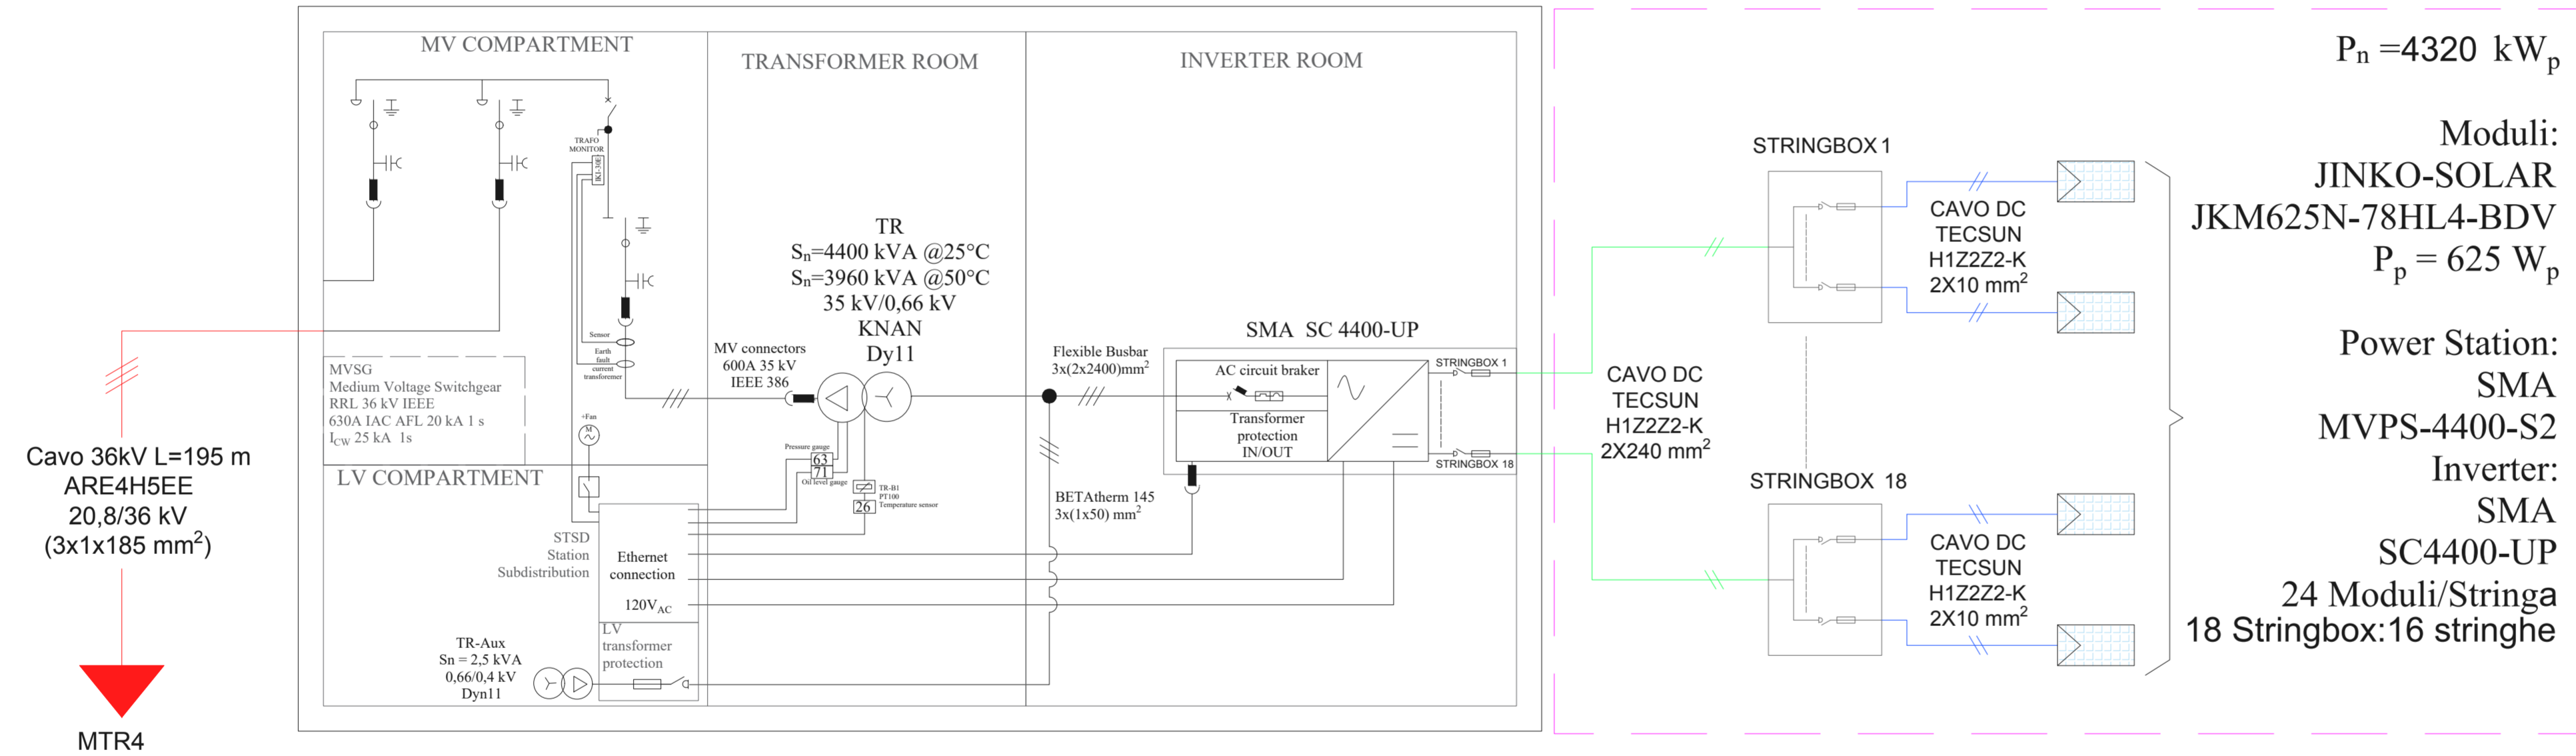 MV COMPARTMENT
TRANSFORMER ROOM
INVERTER ROOM
TRAFO
MONITOR
IKI-30E
Sensor
Earth
fault
current
transforemer
MVSG
Medium Voltage Switchgear
RRL 36 kV IEEE
630A IAC AFL 20 kA 1 s
I_CW 25 kA 1s
+Fan
M
LV COMPARTMENT
STSD
Station
Subdistribution
Ethernet
connection
120V_AC
LV
transformer
protection
TR-Aux
Sn = 2,5 kVA
0,66/0,4 kV
Dyn11
Cavo 36kV L=195 m
ARE4H5EE
20,8/36 kV
(3x1x185 mm²)
MTR4
MV connectors
600A 35 kV
IEEE 386
TR
Sₙ=4400 kVA @25°C
Sₙ=3960 kVA @50°C
35 kV/0,66 kV
KNAN
Dy11
Pressure gauge
63
71
Oil level gauge
TR-B1
PT100
Temperature sensor
26
Flexible Busbar
3x(2x2400)mm²
BETAtherm 145
3x(1x50) mm²
SMA SC 4400-UP
AC circuit braker
Transformer
protection
IN/OUT
STRINGBOX 1
STRINGBOX 18
CAVO DC
TECSUN
H1Z2Z2-K
2X240 mm²
STRINGBOX 1
CAVO DC
TECSUN
H1Z2Z2-K
2X10 mm²
STRINGBOX 18
CAVO DC
TECSUN
H1Z2Z2-K
2X10 mm²
Pₙ =4320 kWₚ
Moduli:
JINKO-SOLAR
JKM625N-78HL4-BDV
Pₚ = 625 Wₚ
Power Station:
SMA
MVPS-4400-S2
Inverter:
SMA
SC4400-UP
24 Moduli/Stringa
18 Stringbox:16 stringhe